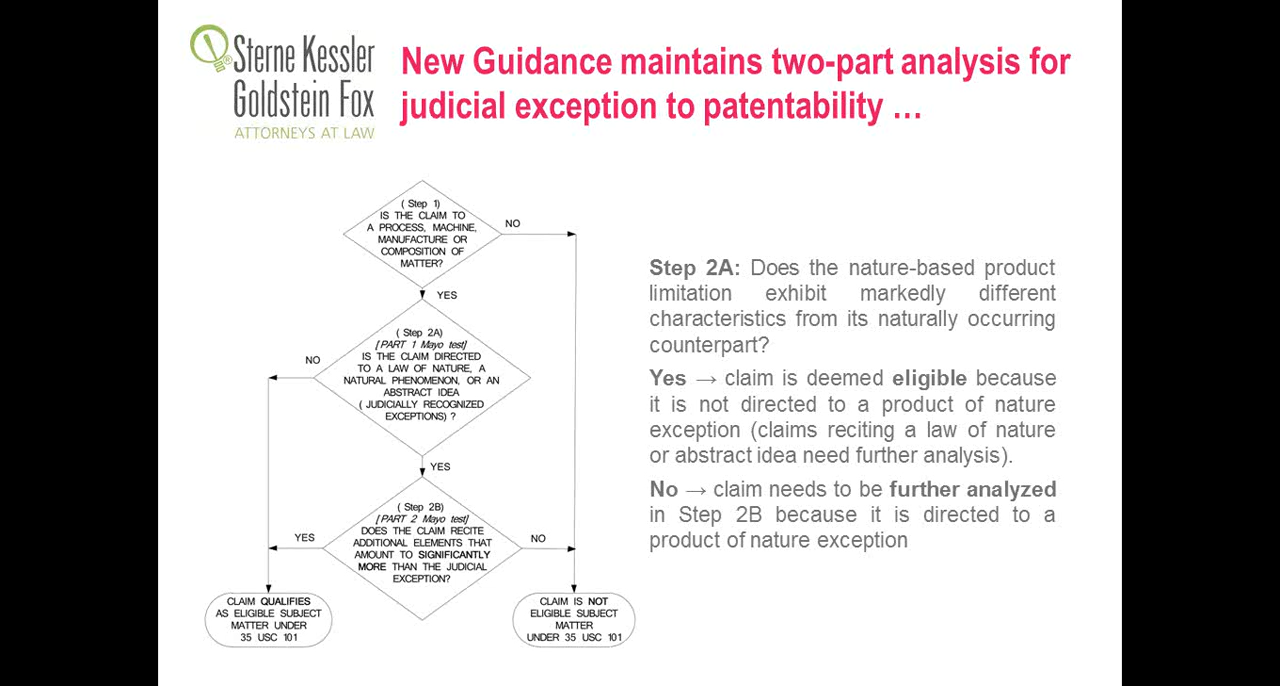 Sterne Kessler
Goldstein Fox
ATTORNEYS AT LAW
New Guidance maintains two-part analysis for
judicial exception to patentability …
( Step 1)
IS THE CLAIM TO
A PROCESS, MACHINE,
MANUFACTURE OR
COMPOSITION OF
MATTER?
NO
YES
( Step 2A)
[PART 1 Mayo test]
IS THE CLAIM DIRECTED
TO A LAW OF NATURE, A
NATURAL PHENOMENON, OR AN
ABSTRACT IDEA
( JUDICIALLY RECOGNIZED
EXCEPTIONS) ?
NO
YES
( Step 2B)
[PART 2 Mayo test]
DOES THE CLAIM RECITE
ADDITIONAL ELEMENTS THAT
AMOUNT TO SIGNIFICANTLY
MORE THAN THE JUDICIAL
EXCEPTION?
YES
NO
CLAIM QUALIFIES
AS ELIGIBLE SUBJECT
MATTER UNDER
35 USC 101
CLAIM IS NOT
ELIGIBLE SUBJECT
MATTER
UNDER 35 USC 101
Step 2A: Does the nature-based product
limitation exhibit markedly different
characteristics from its naturally occurring
counterpart?
Yes → claim is deemed eligible because
it is not directed to a product of nature
exception (claims reciting a law of nature
or abstract idea need further analysis).
No → claim needs to be further analyzed
in Step 2B because it is directed to a
product of nature exception